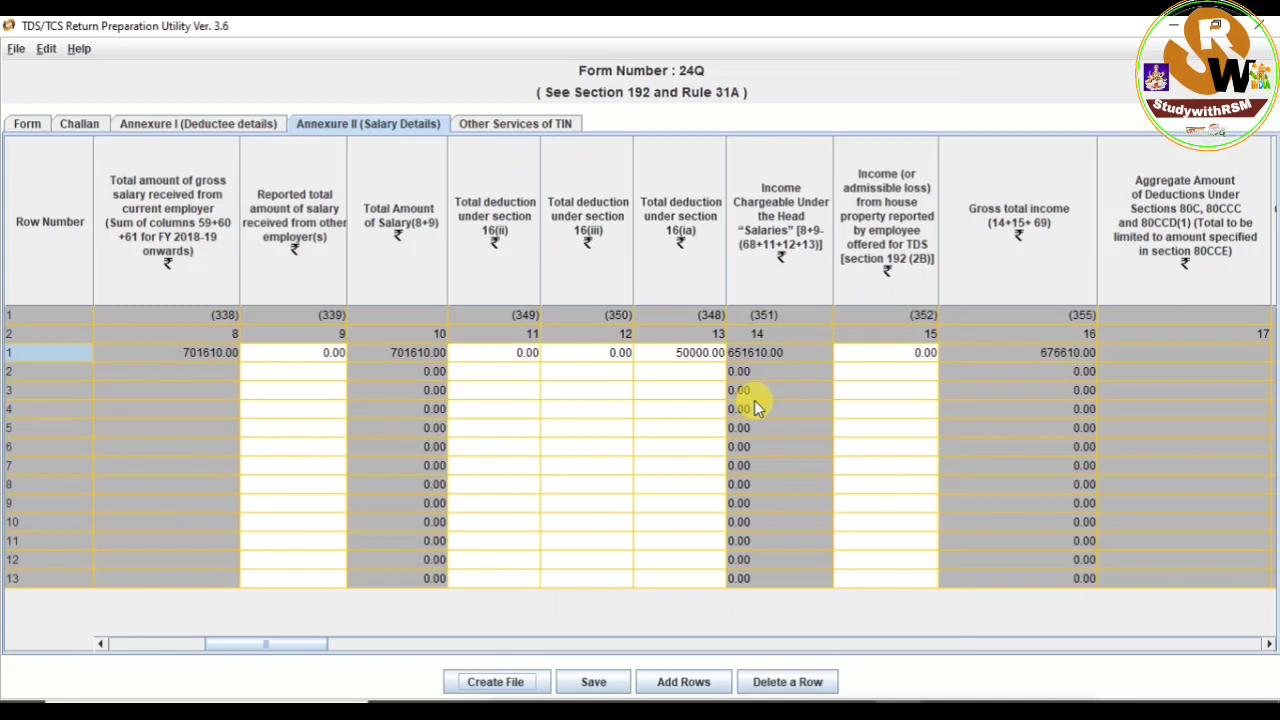 TDS/TCS Return Preparation Utility Ver. 3.6
File Edit Help
Form Number : 24Q
( See Section 192 and Rule 31A )
RW
INDIA
StudywithRSM
Form Challan Annexure I (Deductee details) Annexure II (Salary Details) Other Services of TIN
Row Number
Total amount of gross
salary received from
current employer
(Sum of columns 59+60
+61 for FY 2018-19
onwards)
₹
Reported total
amount of salary
received from other
employer(s)
₹
Total Amount
of Salary(8+9)
₹
Total deduction
under section
16(ii)
₹
Total deduction
under section
16(iii)
₹
Total deduction
under section
16(ia)
₹
Income
Chargeable Under
the Head
“Salaries” [8+9-
(68+11+12+13)]
₹
Income (or
admissible loss)
from house
property reported
by employee
offered for TDS
[section 192 (2B)]
₹
Gross total income
(14+15+ 69)
₹
Aggregate Amount
of Deductions Under
Sections 80C, 80CCC
and 80CCD(1) (Total to be
limited to amount specified
in section 80CCE)
₹
1 (338) (339) (349) (350) (348) (351) (352) (355)
2 8 9 10 11 12 13 14 15 16 17
1 701610.00 0.00 701610.00 0.00 0.00 50000.00 651610.00 0.00 676610.00
2 0.00 0.00 0.00
3 0.00 0.00 0.00
4 0.00 0.00 0.00
5 0.00 0.00 0.00
6 0.00 0.00 0.00
7 0.00 0.00 0.00
8 0.00 0.00 0.00
9 0.00 0.00 0.00
10 0.00 0.00 0.00
11 0.00 0.00 0.00
12 0.00 0.00 0.00
13 0.00 0.00 0.00
Create File Save Add Rows Delete a Row